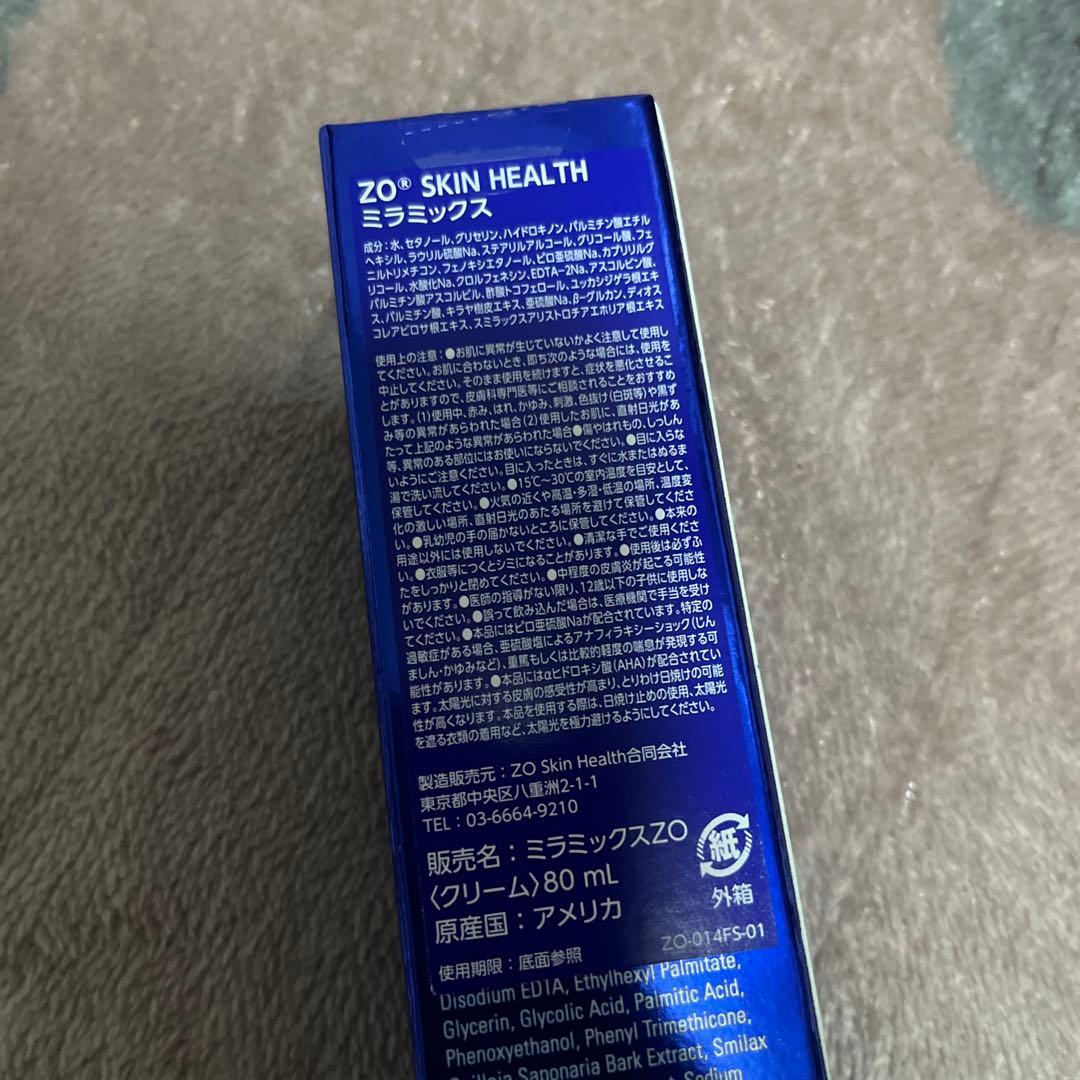 ZO® SKIN HEALTH
ミラミックス
成分：水、セタノール、グリセリン、ハイドロキノン、パルミチン酸エチル
ヘキシル、ラウリル硫酸Na、ステアリルアルコール、グリコール酸、フェ
ニルトリメチコン、フェノキシエタノール、ピロ亜硫酸Na、カプリリルグ
リコール、水酸化Na、クロルフェネシン、EDTA-2Na、アスコルビン酸、
パルミチン酸アスコルビル、酢酸トコフェロール、ユッカシジゲラ根エキ
ス、パルミチン酸、キラヤ樹皮エキス、亜硫酸Na、β-グルカン、ディオス
コレアビロサ根エキス、スミラックスアリストロチアエホリア根エキス
使用上の注意：●お肌に異常が生じていないかよく注意して使用し
てください。お肌に合わないとき、即ち次のような場合には、使用を
中止してください。そのまま使用を続けますと、症状を悪化させるこ
とがありますので、皮膚科専門医等にご相談されることをおすすめ
します。(1)使用中、赤み、はれ、かゆみ、刺激、色抜け(白斑等)や黒ず
み等の異常があらわれた場合(2)使用したお肌に、直射日光があ
たって上記のような異常があらわれた場合●傷やはれもの、しっしん
等、異常のある部位にはお使いにならないでください。●目に入らな
いようにご注意ください。目に入ったときは、すぐに水またはぬるま
湯で洗い流してください。●15℃～30℃の室内温度を目安として、
保管してください。●火気の近くや高温・多湿・低温の場所、温度変
化の激しい場所、直射日光のあたる場所を避けて保管してくださ
い。●乳幼児の手の届かないところに保管してください。●本来の
用途以外には使用しないでください。●清潔な手でご使用くださ
い。●衣服等につくとシミになることがあります。●使用後は必ずふ
たをしっかりと閉めてください。●中程度の皮膚炎が起こる可能性
があります。●医師の指導がない限り、12歳以下の子供に使用しな
いでください。●誤って飲み込んだ場合は、医療機関で手当を受け
てください。●本品にはピロ亜硫酸Naが配合されています。特定の
過敏症がある場合、亜硫酸塩によるアナフィラキシーショック(じん
ましん・かゆみなど)、重篤もしくは比較的軽度の喘息が発現する可
能性があります。●本品にはαヒドロキシ酸(AHA)が配合されてい
ます。太陽光に対する皮膚の感受性が高まり、とりわけ日焼けの可能
性が高くなります。本品を使用する際は、日焼け止めの使用、太陽光
を遮る衣類の着用など、太陽光を極力避けるようにしてください。
製造販売元：ZO Skin Health合同会社
東京都中央区八重洲2-1-1
TEL：03-6664-9210
販売名：ミラミックスZO
〈クリーム〉80 mL
原産国：アメリカ
紙
外箱
ZO-014FS-01
使用期限：底面参照
Disodium EDTA, Ethylhexyl Palmitate,
Glycerin, Glycolic Acid, Palmitic Acid,
Phenoxyethanol, Phenyl Trimethicone,
Saponaria Bark Extract, Smilax
Sodium